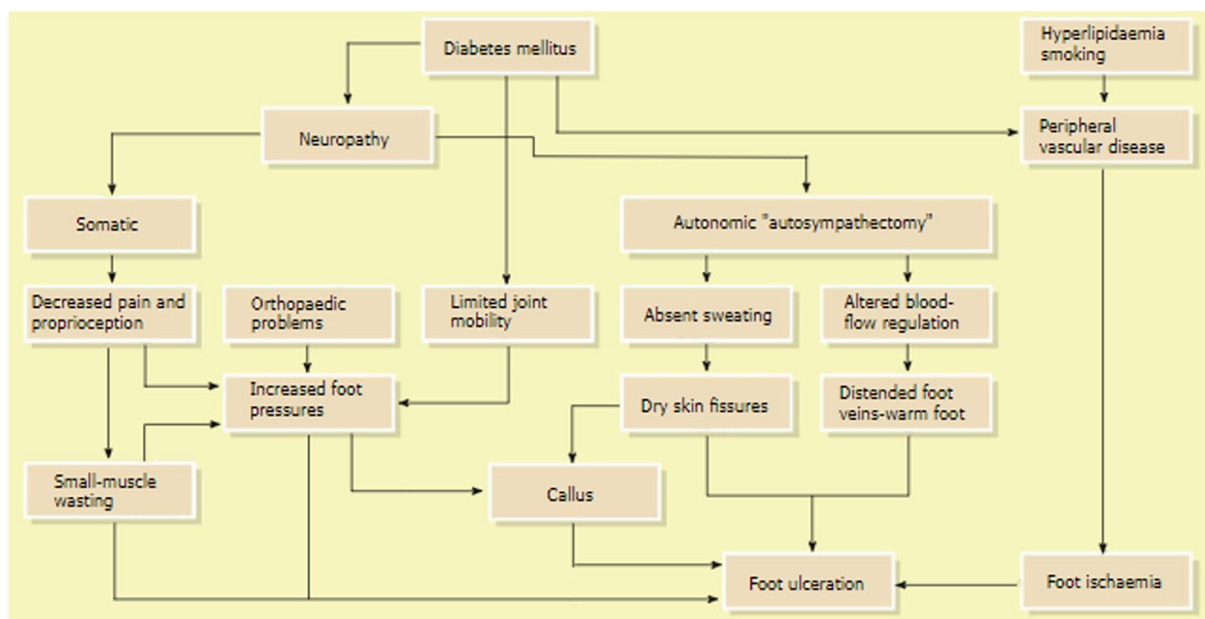 Diabetes mellitus
Hyperlipidaemia
smoking
Neuropathy
Peripheral
vascular disease
Somatic
Autonomic "autosympathectomy"
Decreased pain and
proprioception
Orthopaedic
problems
Limited joint
mobility
Absent sweating
Altered blood-
flow regulation
Increased foot
pressures
Dry skin fissures
Distended foot
veins-warm foot
Small-muscle
wasting
Callus
Foot ulceration
Foot ischaemia